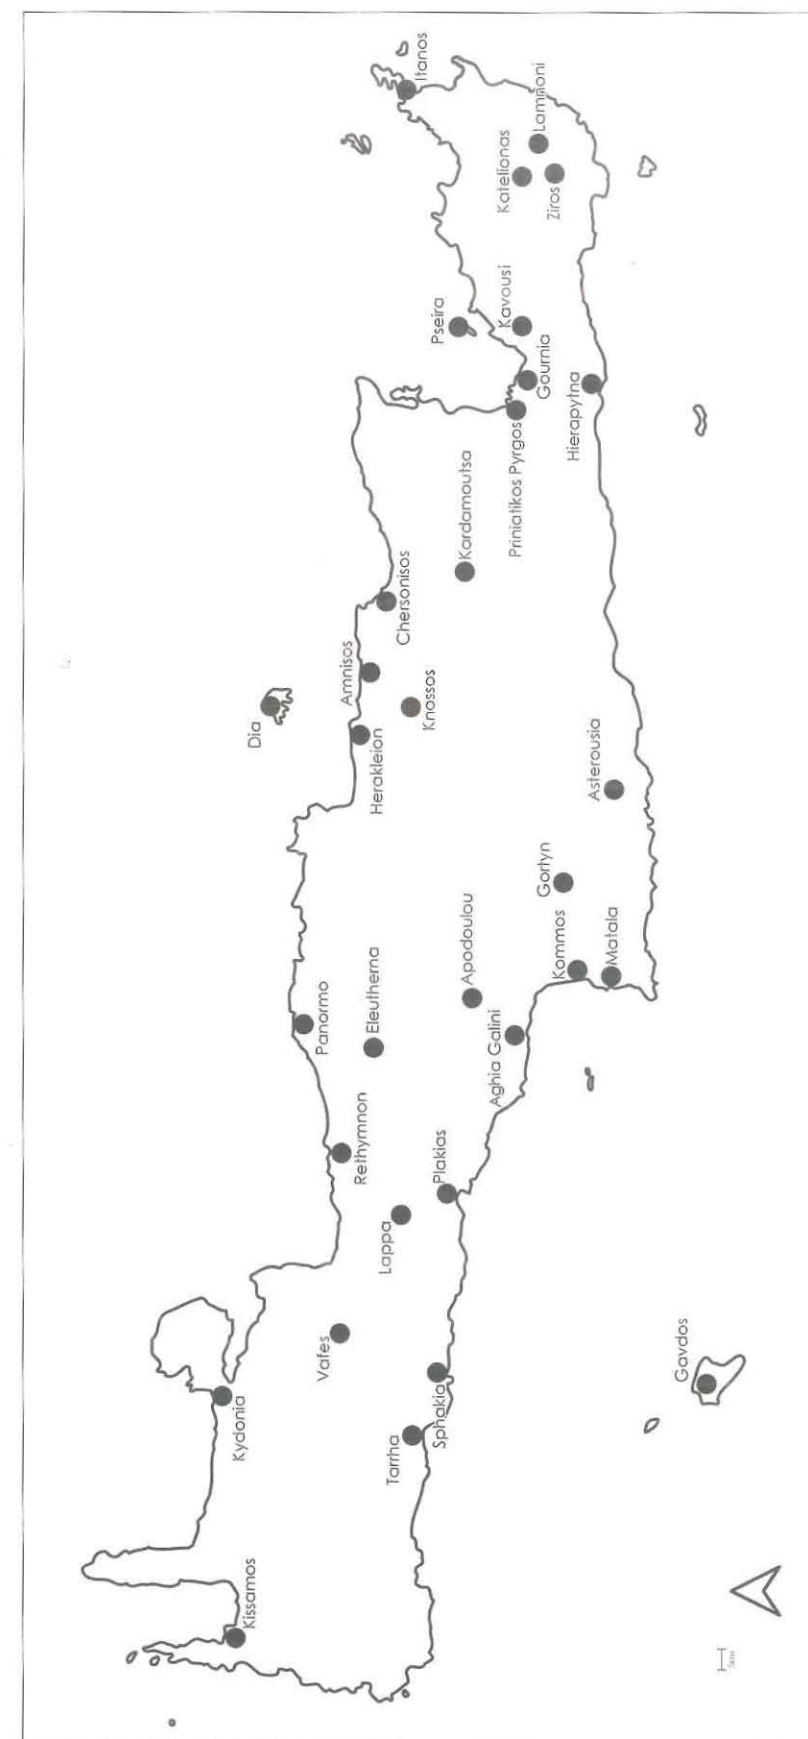 Kissamos
Kydonia
Vafes
Tarrha
Sphakia
Gavdos
Lappa
Plakias
Rethymnon
Panormo
Eleutherna
Aghia Galini
Apodoulou
Kommos
Matala
Gortyn
Asterousia
Dia
Herakleion
Amnisos
Knossos
Chersonisos
Kardamoutsa
Priniatikos Pyrgos
Gournia
Hierapytna
Pseira
Kavousi
Katelionas
Ziros
Lamnoni
Itanos